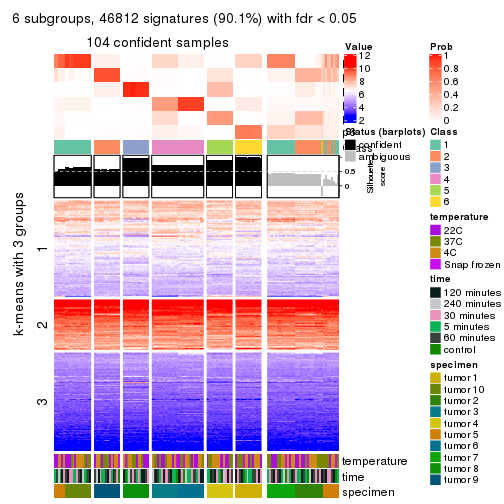 6 subgroups, 46812 signatures (90.1%) with fdr < 0.05
104 confident samples
k-means with 3 groups
1
2
3
Value
12
10
8
6
4
2
Prob
1
0.8
0.6
0.4
0.2
0
Status (barplots)
confident
ambiguous
Class
1
2
3
4
5
6
1
0.5
0
Silhouette
score
temperature
22C
37C
4C
Snap frozen
time
120 minutes
240 minutes
30 minutes
5 minutes
60 minutes
control
specimen
tumor 1
tumor 10
tumor 2
tumor 3
tumor 4
tumor 5
tumor 6
tumor 7
tumor 8
tumor 9
temperature
time
specimen